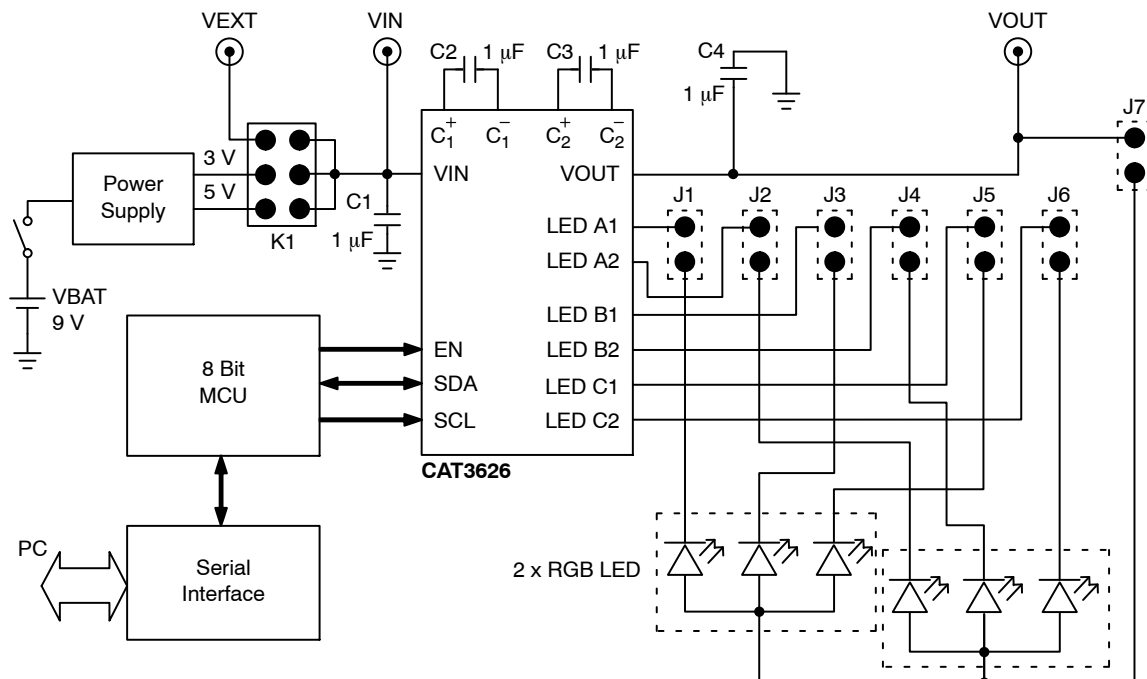 VEXT
VIN
VOUT
C2
1 μF
C3
1 μF
C4
1 μF
J7
C1+
C1−
C2+
C2−
3 V
VIN
VOUT
Power
Supply
5 V
C1
K1
1 μF
J1
J2
J3
J4
J5
J6
LED A1
LED A2
VBAT
9 V
LED B1
8 Bit
MCU
EN
LED B2
SDA
LED C1
SCL
LED C2
CAT3626
PC
Serial
Interface
2 x RGB LED